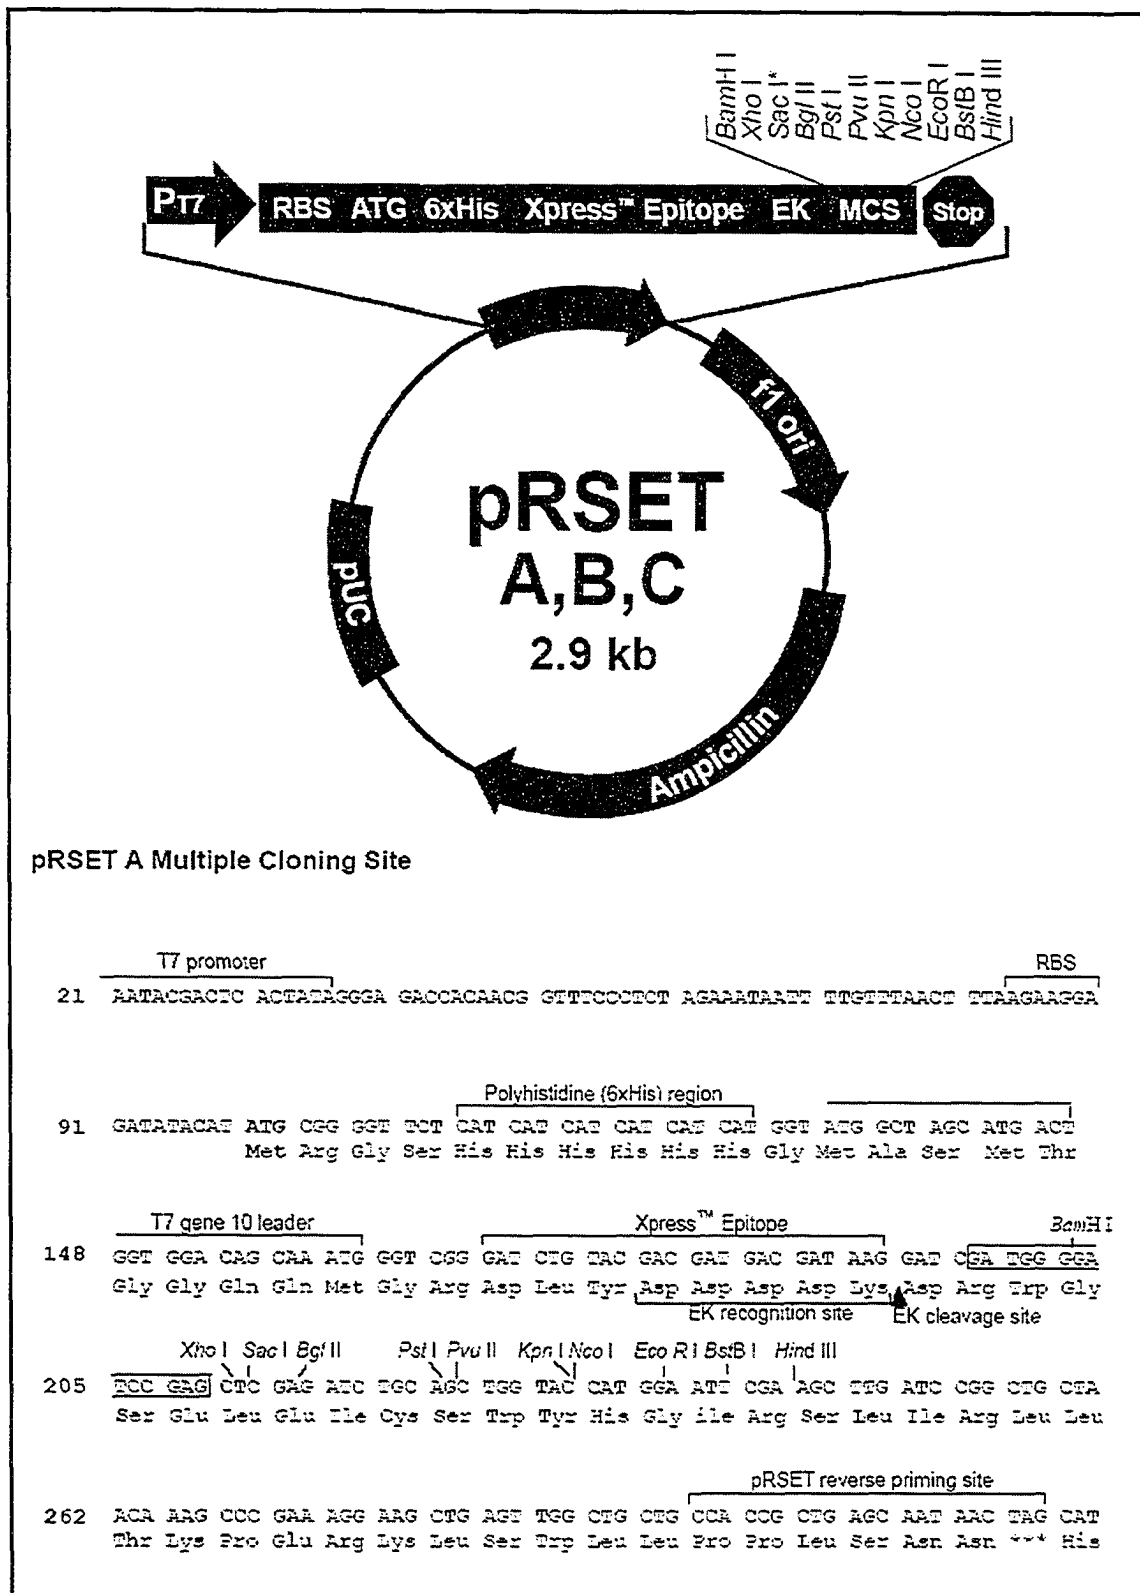 BamH I
Xho I
Sac I*
Bgl II
Pst I
Pvu II
Kpn I
Nco I
EcoR I
BstB I
Hind III
PT7 RBS ATG 6xHis Xpress™ Epitope EK MCS Stop
f1 ori
pRSET
A,B,C
2.9 kb
pUC
Ampicillin
pRSET A Multiple Cloning Site
T7 promoter RBS
21 AATACGACTC ACTATAGGGA GACCACAACG GTTTCCCTCT AGAAATAATT TTGTTTAACT TTAAGAAGGA
Polyhistidine (6xHis) region
91 GATATACAT ATG CGG GGT TCT CAT CAT CAT CAT CAT CAT GGT ATG GCT AGC ATG ACT
Met Arg Gly Ser His His His His His His Gly Met Ala Ser Met Thr
T7 gene 10 leader Xpress™ Epitope BamH I
148 GGT GGA CAG CAA ATG GGT CGG GAT CTG TAC GAC GAT GAC GAT AAG GAT CGA TGG GGA
Gly Gly Gln Gln Met Gly Arg Asp Leu Tyr Asp Asp Asp Asp Lys Asp Arg Trp Gly
EK recognition site EK cleavage site
Xho I Sac I Bgl II Pst I Pvu II Kpn I Nco I Eco R I BstB I Hind III
205 TCC GAG CTC GAG ATC TGC AGC TGG TAC CAT GGA ATT CGA AGC TTG ATC CGG CTG CTA
Ser Glu Leu Glu Ile Cys Ser Trp Tyr His Gly ile Arg Ser Leu Ile Arg Leu Leu
pRSET reverse priming site
262 ACA AAG CCC GAA AGG AAG CTG AGT TGG CTG CTG CCA CCG CTG AGC AAT AAC TAG CAT
Thr Lys Pro Glu Arg Lys Leu Ser Trp Leu Leu Pro Pro Leu Ser Asn Asn *** His